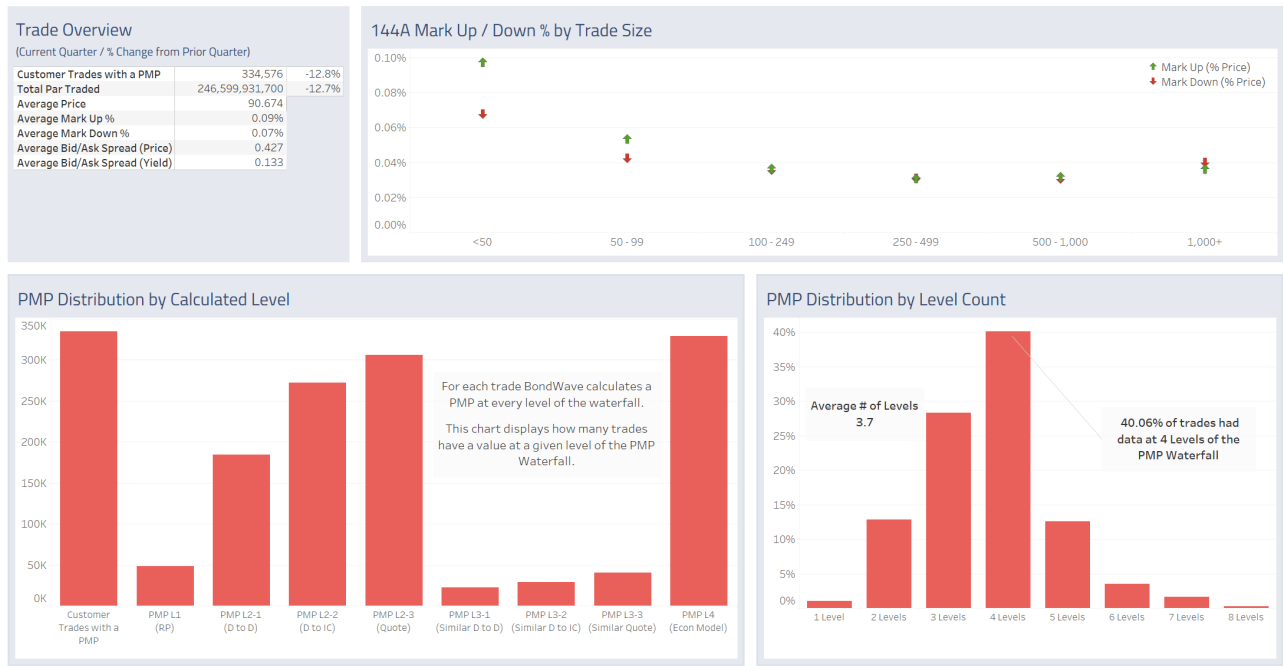 Trade Overview
(Current Quarter / % Change from Prior Quarter)
Customer Trades with a PMP 334,576 -12.8%
Total Par Traded 246,599,931,700 -12.7%
Average Price 90.674
Average Mark Up % 0.09%
Average Mark Down % 0.07%
Average Bid/Ask Spread (Price) 0.427
Average Bid/Ask Spread (Yield) 0.133
144A Mark Up / Down % by Trade Size
0.10%
0.08%
0.06%
0.04%
0.02%
0.00%
Mark Up (% Price)
Mark Down (% Price)
<50 50 - 99 100 - 249 250 - 499 500 - 1,000 1,000+
PMP Distribution by Calculated Level
350K
300K
250K
200K
150K
100K
50K
0K
For each trade BondWave calculates a
PMP at every level of the waterfall.
This chart displays how many trades
have a value at a given level of the PMP
Waterfall.
Customer PMP L1 PMP L2-1 PMP L2-2 PMP L2-3 PMP L3-1 PMP L3-2 PMP L3-3 PMP L4
Trades with a (RP) (D to D) (D to IC) (Quote) (Similar D to D) (Similar D to IC) (Similar Quote) (Econ Model)
PMP
PMP Distribution by Level Count
40%
35%
30%
25%
20%
15%
10%
5%
0%
Average # of Levels
3.7
40.06% of trades had
data at 4 Levels of the
PMP Waterfall
1 Level 2 Levels 3 Levels 4 Levels 5 Levels 6 Levels 7 Levels 8 Levels